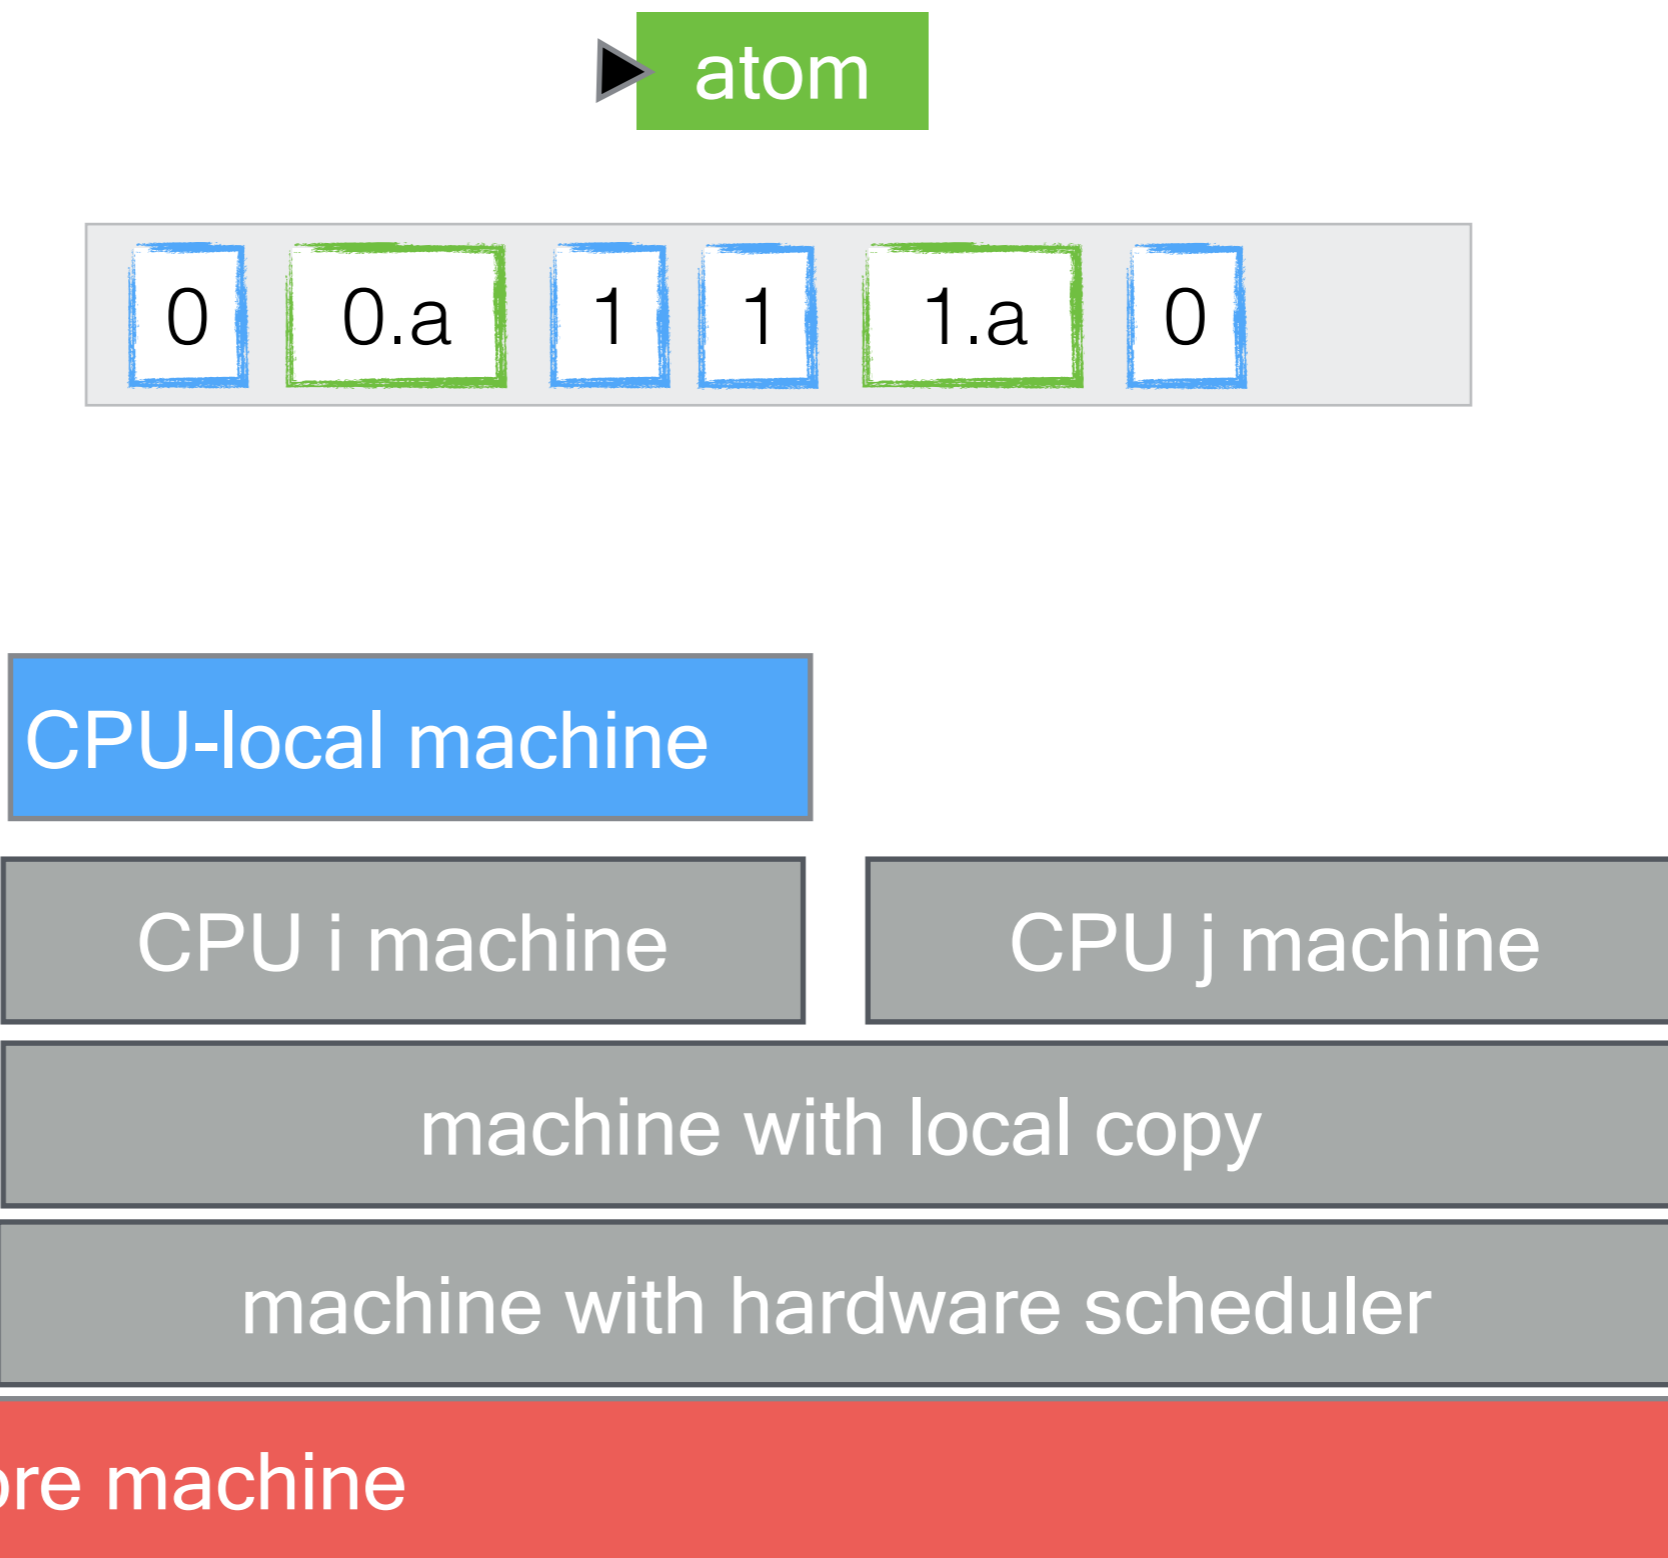 atom
0 0.a 1 1 1.a 0
CPU-local machine
CPU i machine CPU j machine
machine with local copy
machine with hardware scheduler
machine